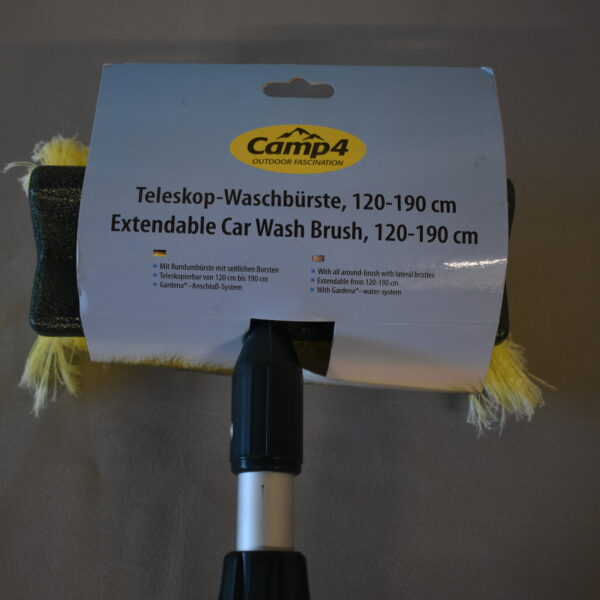 Camp4
OUTDOOR FASCINATION
Teleskop-Waschbürste, 120-190 cm
Extendable Car Wash Brush, 120-190 cm
Mit Rundumbürste mit seitlichen Borsten
Teleskopierbar von 120 cm bis 190 cm
Gardena®-Anschluß-System
With all around-brush with lateral bristles
Extendable from 120-190 cm
With Gardena®-water-system